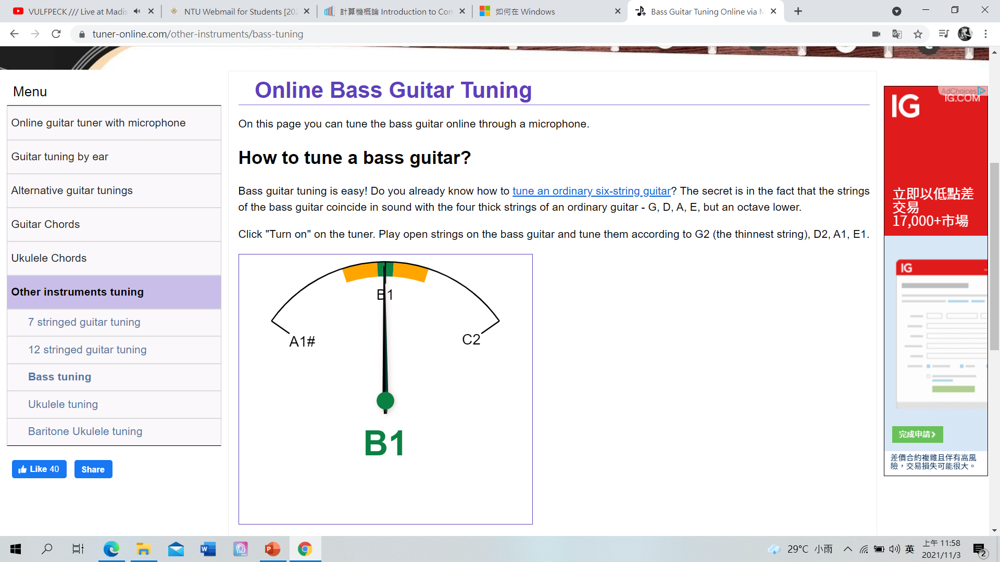 VULFPECK /// Live at Madis
NTU Webmail for Students [202
計算機概論 Introduction to Con
如何在 Windows
Bass Guitar Tuning Online via M
tuner-online.com/other-instruments/bass-tuning
Menu
Online guitar tuner with microphone
Guitar tuning by ear
Alternative guitar tunings
Guitar Chords
Ukulele Chords
Other instruments tuning
7 stringed guitar tuning
12 stringed guitar tuning
Bass tuning
Ukulele tuning
Baritone Ukulele tuning
Like 40
Share
Online Bass Guitar Tuning
On this page you can tune the bass guitar online through a microphone.
How to tune a bass guitar?
Bass guitar tuning is easy! Do you already know how to tune an ordinary six-string guitar? The secret is in the fact that the strings
of the bass guitar coincide in sound with the four thick strings of an ordinary guitar - G, D, A, E, but an octave lower.
Click "Turn on" on the tuner. Play open strings on the bass guitar and tune them according to G2 (the thinnest string), D2, A1, E1.
B1
A1#
C2
B1
AdChoices
IG
IG.COM
立即以低點差
交易
17,000+市場
IG
完成申請
差價合約複雜且伴有高風
險，交易損失可能很大。
W
P
29°C 小雨
英
上午 11:58
2021/11/3
2